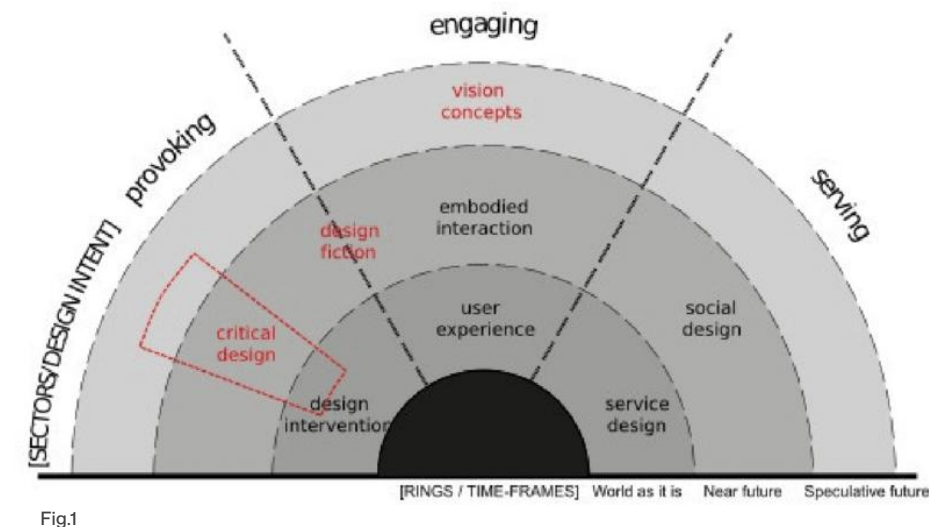 engaging
provoking
serving
[SECTORS/DESIGN INTENT]
vision
concepts
design
fiction
embodied
interaction
critical
design
user
experience
social
design
design
intervention
service
design
[RINGS / TIME-FRAMES] World as it is Near future Speculative future
Fig.1